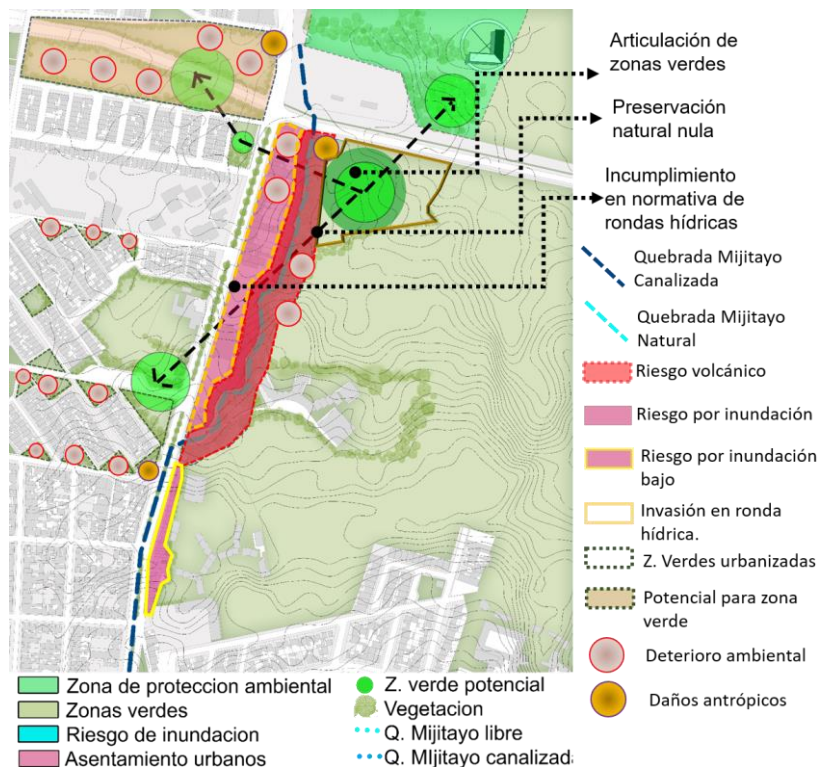 Articulación de
zonas verdes
Preservación
natural nula
Incumplimiento
en normativa de
rondas hídricas
Quebrada Mijitayo
Canalizada
Quebrada Mijitayo
Natural
Riesgo volcánico
Riesgo por inundación
Riesgo por inundación
bajo
Invasión en ronda
hídrica.
Z. Verdes urbanizadas
Potencial para zona
verde
Deterioro ambiental
Daños antrópicos
Zona de proteccion ambiental
Zonas verdes
Riesgo de inundacion
Asentamiento urbanos
Z. verde potencial
Vegetacion
Q. Mijitayo libre
Q. MIjitayo canalizad